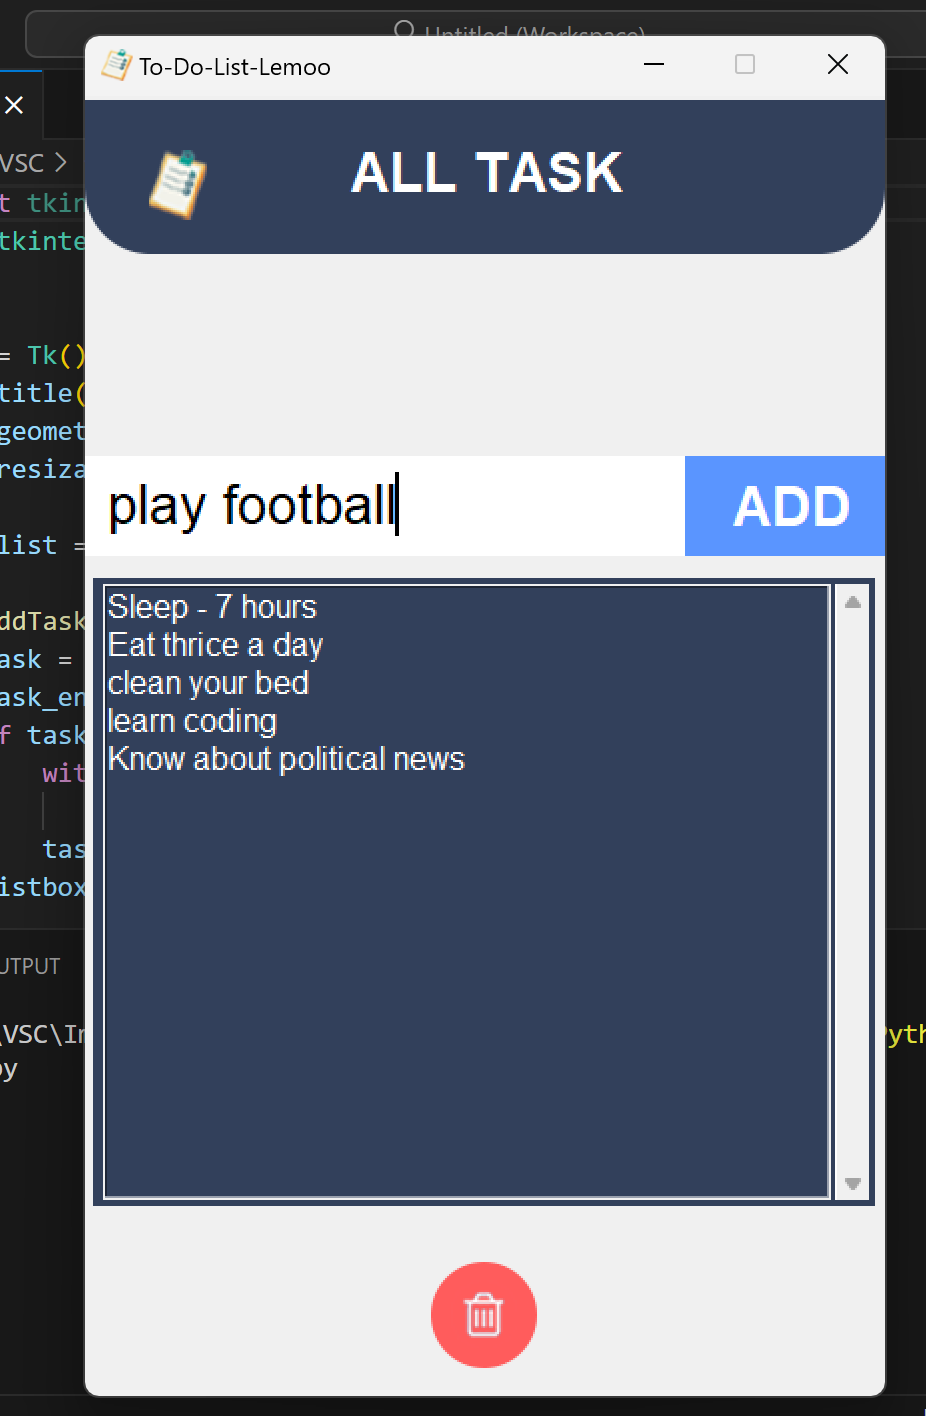 Untitled (Workspace)
To-Do-List-Lemoo
VSC
ALL TASK
t tkin
tkinte
= Tk()
title(
geomet
resiza
play football
ADD
list =
Sleep - 7 hours
ddTask
Eat thrice a day
ask =
clean your bed
ask_en
learn coding
f task
Know about political news
wit
tas
istbox
UTPUT
\VSC\I
yth
py